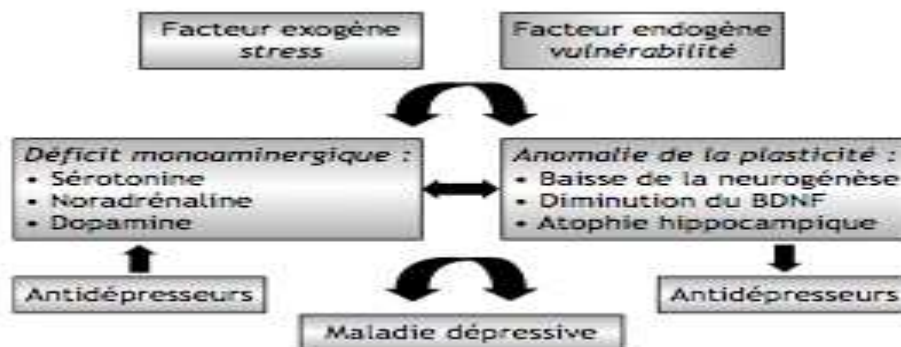 Facteur exogène
stress
Facteur endogène
vulnérabilité
Déficit monoaminergique :
• Sérotonine
• Noradrénaline
• Dopamine
Anomalie de la plasticité :
• Baisse de la neurogénèse
• Diminution du BDNF
• Atophie hippocampique
Antidépresseurs
Antidépresseurs
Maladie dépressive